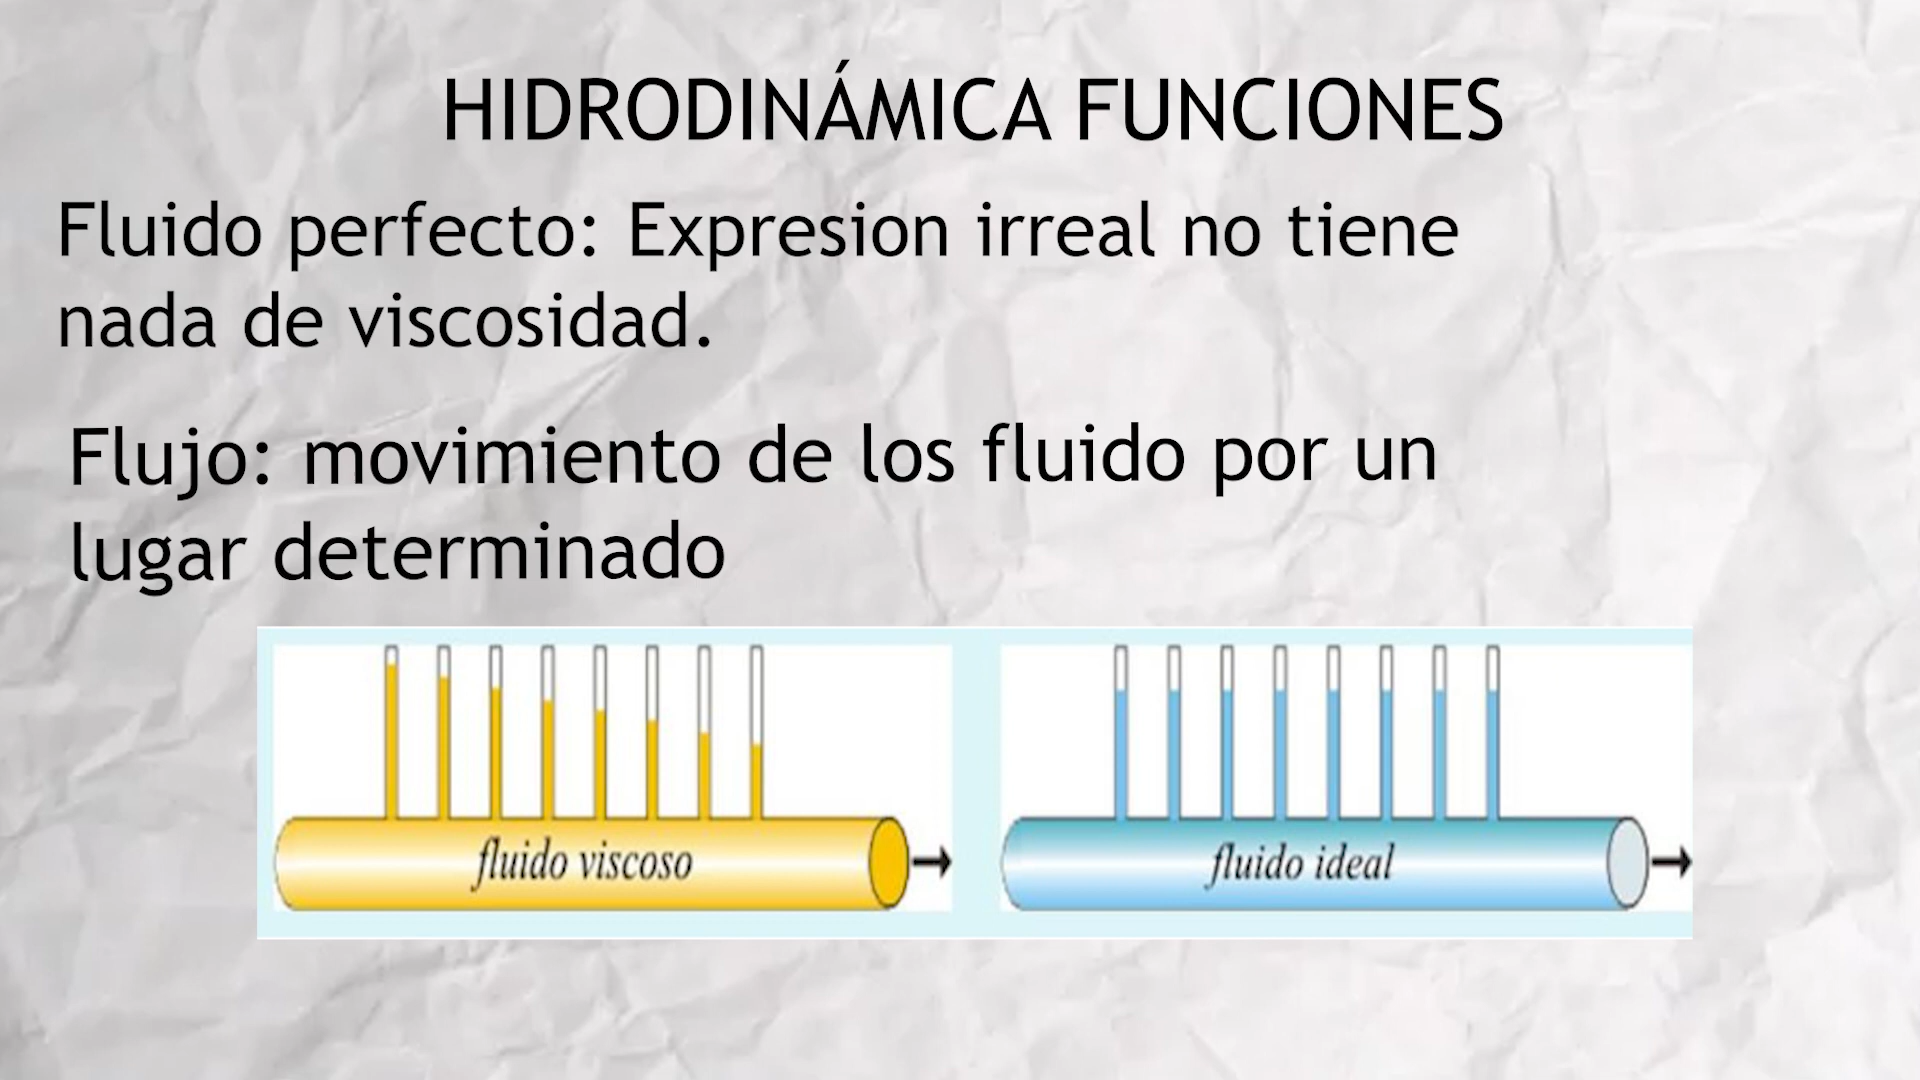 HIDRODINÁMICA FUNCIONES
Fluido perfecto: Expresion irreal no tiene
nada de viscosidad.
Flujo: movimiento de los fluido por un
lugar determinado
fluido viscoso
fluido ideal